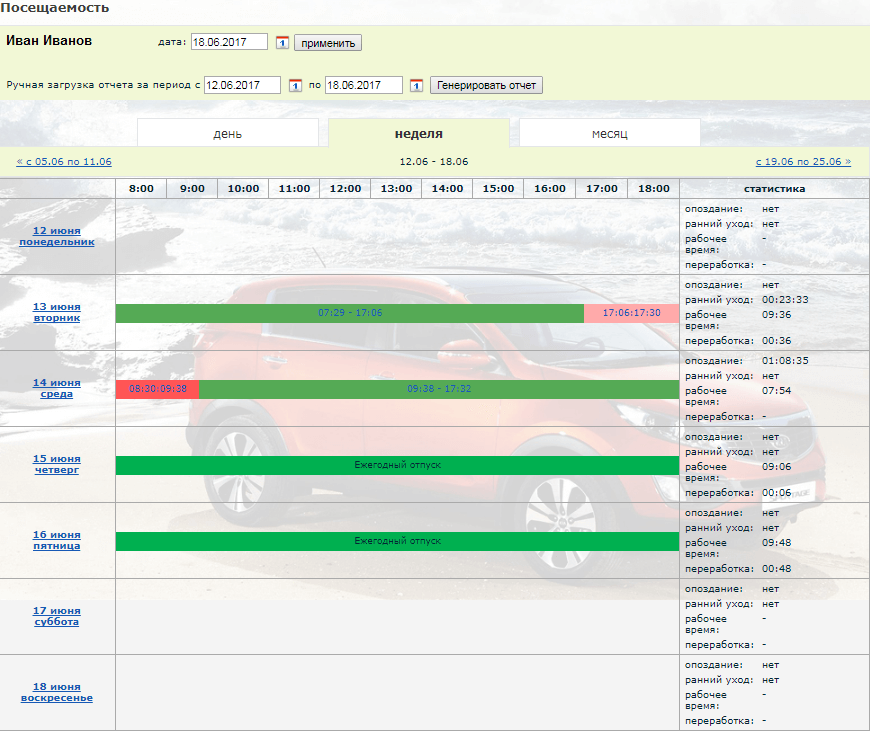 Посещаемость
Иван Иванов дата: 18.06.2017 1 применить
Ручная загрузка отчета за период с 12.06.2017 1 по 18.06.2017 1 Генерировать отчет
день неделя месяц
« с 05.06 по 11.06 12.06 - 18.06 с 19.06 по 25.06 »
8:00 9:00 10:00 11:00 12:00 13:00 14:00 15:00 16:00 17:00 18:00 статистика
12 июня
понедельник
опоздание: нет
ранний уход: нет
рабочее время: -
переработка: -
13 июня
вторник
07:29 - 17:06 17:06:17:30
опоздание: нет
ранний уход: 00:23:33
рабочее время: 09:36
переработка: 00:36
14 июня
среда
08:30:09:38 09:38 - 17:32
опоздание: 01:08:35
ранний уход: нет
рабочее время: 07:54
переработка: -
15 июня
четверг
Ежегодный отпуск
опоздание: нет
ранний уход: нет
рабочее время: 09:06
переработка: 00:06
16 июня
пятница
Ежегодный отпуск
опоздание: нет
ранний уход: нет
рабочее время: 09:48
переработка: 00:48
17 июня
суббота
опоздание: нет
ранний уход: нет
рабочее время: -
переработка: -
18 июня
воскресенье
опоздание: нет
ранний уход: нет
рабочее время: -
переработка: -